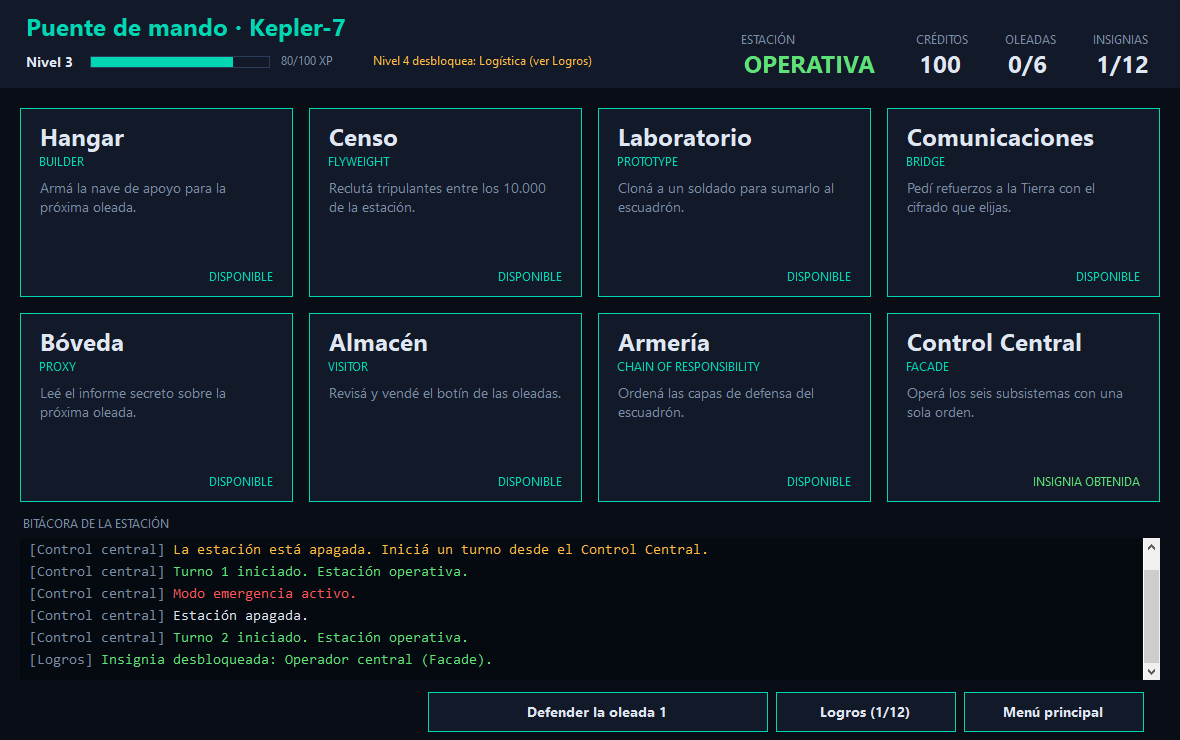 Puente de mando · Kepler-7
Nivel 3
80/100 XP
Nivel 4 desbloquea: Logística (ver Logros)
ESTACIÓN
OPERATIVA
CRÉDITOS
100
OLEADAS
0/6
INSIGNIAS
1/12
Hangar
BUILDER
Armá la nave de apoyo para la
próxima oleada.
DISPONIBLE
Censo
FLYWEIGHT
Reclutá tripulantes entre los 10.000
de la estación.
DISPONIBLE
Laboratorio
PROTOTYPE
Cloná a un soldado para sumarlo al
escuadrón.
DISPONIBLE
Comunicaciones
BRIDGE
Pedí refuerzos a la Tierra con el
cifrado que elijas.
DISPONIBLE
Bóveda
PROXY
Leé el informe secreto sobre la
próxima oleada.
DISPONIBLE
Almacén
VISITOR
Revisá y vendé el botín de las oleadas.
DISPONIBLE
Armería
CHAIN OF RESPONSIBILITY
Ordená las capas de defensa del
escuadrón.
DISPONIBLE
Control Central
FACADE
Operá los seis subsistemas con una
sola orden.
INSIGNIA OBTENIDA
BITÁCORA DE LA ESTACIÓN
[Control central] La estación está apagada. Iniciá un turno desde el Control Central.
[Control central] Turno 1 iniciado. Estación operativa.
[Control central] Modo emergencia activo.
[Control central] Estación apagada.
[Control central] Turno 2 iniciado. Estación operativa.
[Logros] Insignia desbloqueada: Operador central (Facade).
Defender la oleada 1
Logros (1/12)
Menú principal